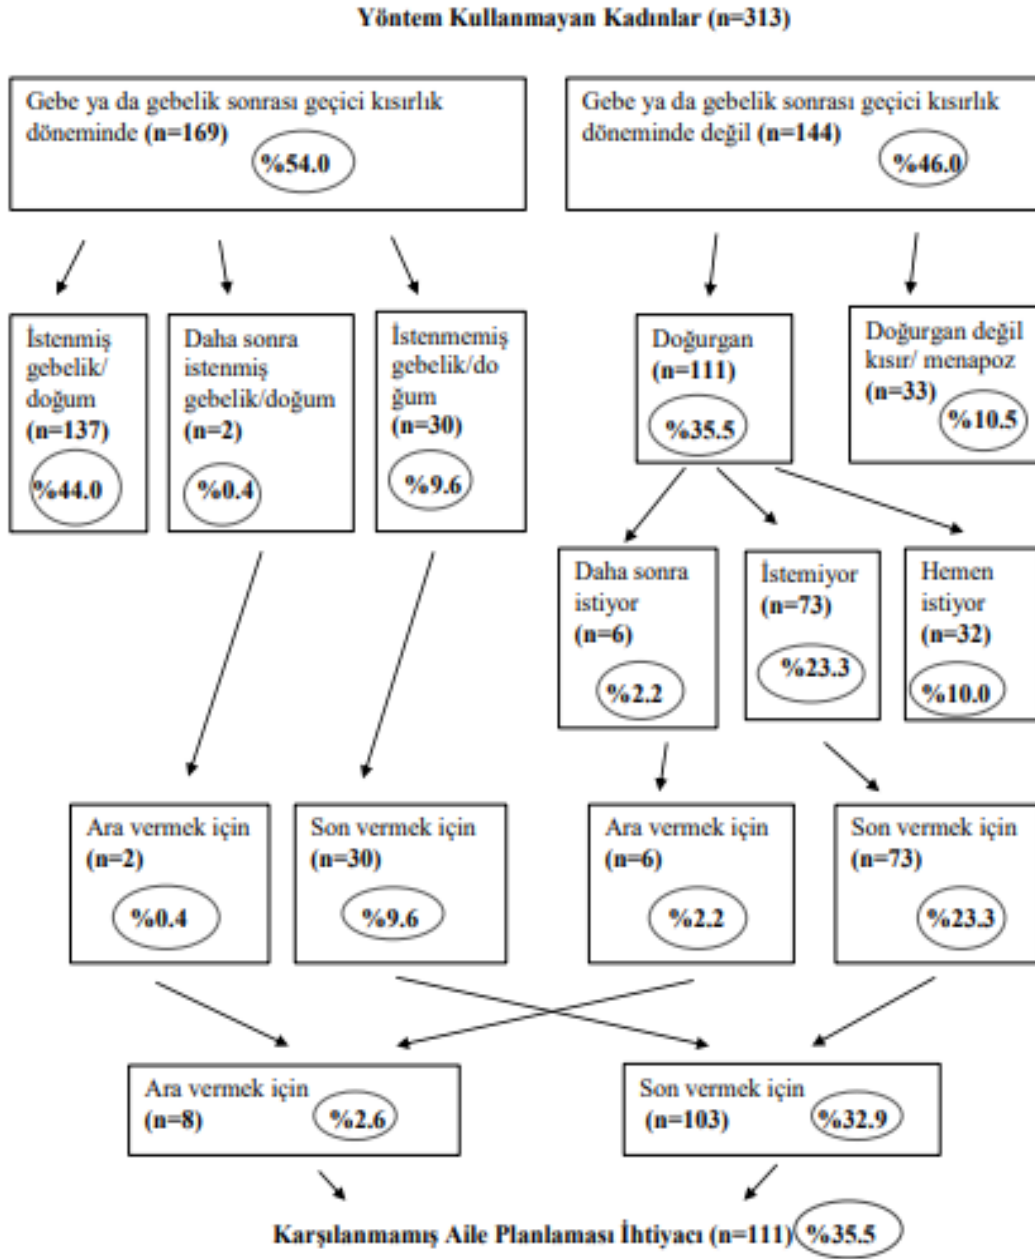 Yöntem Kullanmayan Kadınlar (n=313)
Gebe ya da gebelik sonrası geçici kısırlık
döneminde (n=169)
%54.0
Gebe ya da gebelik sonrası geçici kısırlık
döneminde değil (n=144)
%46.0
İstenmiş
gebelik/
doğum
(n=137)
%44.0
Daha sonra
istenmiş
gebelik/doğum
(n=2)
%0.4
İstenmemiş
gebelik/do
ğum
(n=30)
%9.6
Doğurgan
(n=111)
%35.5
Doğurgan değil
kısır/ menapoz
(n=33)
%10.5
Daha sonra
istiyor
(n=6)
%2.2
İstemiyor
(n=73)
%23.3
Hemen
istiyor
(n=32)
%10.0
Ara vermek için
(n=2)
%0.4
Son vermek için
(n=30)
%9.6
Ara vermek için
(n=6)
%2.2
Son vermek için
(n=73)
%23.3
Ara vermek için
(n=8)
%2.6
Son vermek için
(n=103)
%32.9
Karşılanmamış Aile Planlaması İhtiyacı (n=111) %35.5